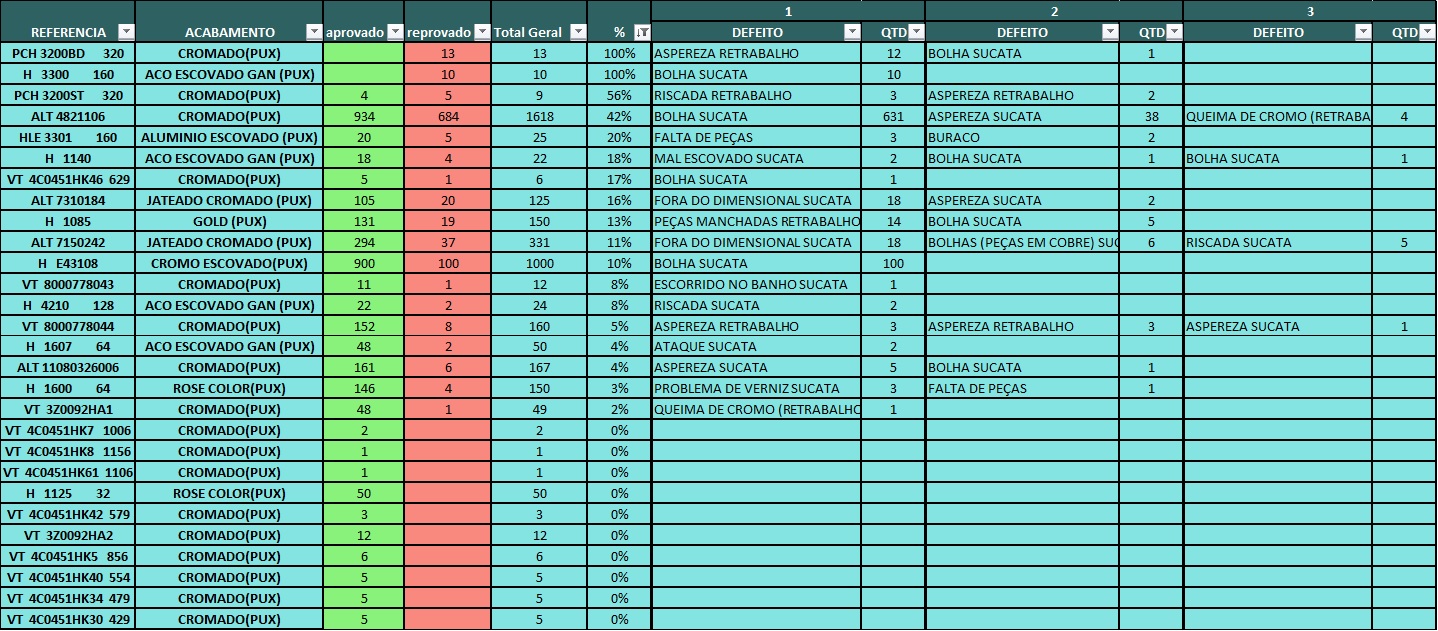 1 2 3
REFERENCIA ACABAMENTO aprovado reprovado Total Geral % DEFEITO QTD DEFEITO QTD DEFEITO QTD
PCH 3200BD 320 CROMADO(PUX) 13 13 100% ASPEREZA RETRABALHO 12 BOLHA SUCATA 1
H 3300 160 ACO ESCOVADO GAN (PUX) 10 10 100% BOLHA SUCATA 10
PCH 3200ST 320 CROMADO(PUX) 4 5 9 56% RISCADA RETRABALHO 3 ASPEREZA RETRABALHO 2
ALT 4821106 CROMADO(PUX) 934 684 1618 42% BOLHA SUCATA 631 ASPEREZA SUCATA 38 QUEIMA DE CROMO (RETRABA 4
HLE 3301 160 ALUMINIO ESCOVADO (PUX) 20 5 25 20% FALTA DE PEÇAS 3 BURACO 2
H 1140 ACO ESCOVADO GAN (PUX) 18 4 22 18% MAL ESCOVADO SUCATA 2 BOLHA SUCATA 1 BOLHA SUCATA 1
VT 4C0451HK46 629 CROMADO(PUX) 5 1 6 17% BOLHA SUCATA 1
ALT 7310184 JATEADO CROMADO (PUX) 105 20 125 16% FORA DO DIMENSIONAL SUCATA 18 ASPEREZA SUCATA 2
H 1085 GOLD (PUX) 131 19 150 13% PEÇAS MANCHADAS RETRABALHO 14 BOLHA SUCATA 5
ALT 7150242 JATEADO CROMADO (PUX) 294 37 331 11% FORA DO DIMENSIONAL SUCATA 18 BOLHAS (PEÇAS EM COBRE) SUC 6 RISCADA SUCATA 5
H E43108 CROMO ESCOVADO(PUX) 900 100 1000 10% BOLHA SUCATA 100
VT 8000778043 CROMADO(PUX) 11 1 12 8% ESCORRIDO NO BANHO SUCATA 1
H 4210 128 ACO ESCOVADO GAN (PUX) 22 2 24 8% RISCADA SUCATA 2
VT 8000778044 CROMADO(PUX) 152 8 160 5% ASPEREZA RETRABALHO 3 ASPEREZA RETRABALHO 3 ASPEREZA SUCATA 1
H 1607 64 ACO ESCOVADO GAN (PUX) 48 2 50 4% ATAQUE SUCATA 2
ALT 11080326006 CROMADO(PUX) 161 6 167 4% ASPEREZA SUCATA 5 BOLHA SUCATA 1
H 1600 64 ROSE COLOR(PUX) 146 4 150 3% PROBLEMA DE VERNIZ SUCATA 3 FALTA DE PEÇAS 1
VT 3Z0092HA1 CROMADO(PUX) 48 1 49 2% QUEIMA DE CROMO (RETRABALHO 1
VT 4C0451HK7 1006 CROMADO(PUX) 2 2 0%
VT 4C0451HK8 1156 CROMADO(PUX) 1 1 0%
VT 4C0451HK61 1106 CROMADO(PUX) 1 1 0%
H 1125 32 ROSE COLOR(PUX) 50 50 0%
VT 4C0451HK42 579 CROMADO(PUX) 3 3 0%
VT 3Z0092HA2 CROMADO(PUX) 12 12 0%
VT 4C0451HK5 856 CROMADO(PUX) 6 6 0%
VT 4C0451HK40 554 CROMADO(PUX) 5 5 0%
VT 4C0451HK34 479 CROMADO(PUX) 5 5 0%
VT 4C0451HK30 429 CROMADO(PUX) 5 5 0%